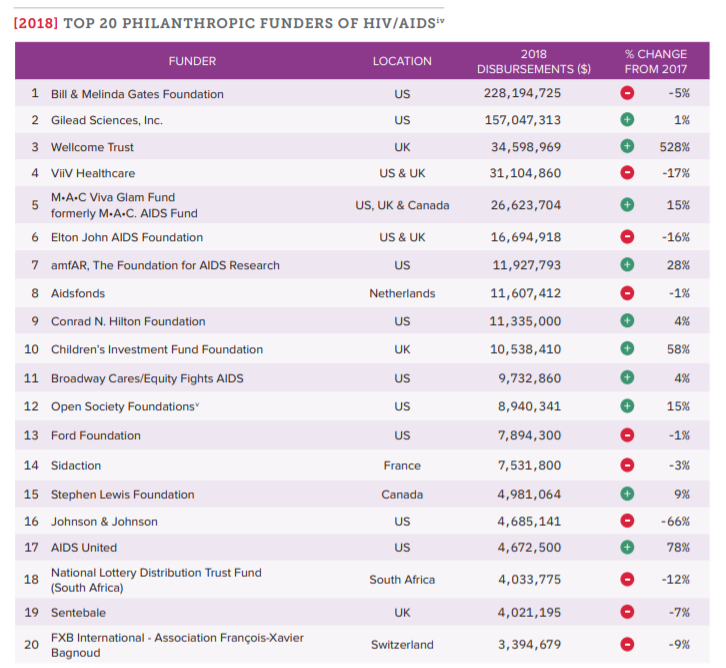 [2018] TOP 20 PHILANTHROPIC FUNDERS OF HIV/AIDSⁱᵛ
FUNDER LOCATION 2018 DISBURSEMENTS ($) % CHANGE FROM 2017
1 Bill & Melinda Gates Foundation US 228,194,725 - -5%
2 Gilead Sciences, Inc. US 157,047,313 + 1%
3 Wellcome Trust UK 34,598,969 + 528%
4 ViiV Healthcare US & UK 31,104,860 - -17%
5 M•A•C Viva Glam Fund formerly M•A•C. AIDS Fund US, UK & Canada 26,623,704 + 15%
6 Elton John AIDS Foundation US & UK 16,694,918 - -16%
7 amfAR, The Foundation for AIDS Research US 11,927,793 + 28%
8 Aidsfonds Netherlands 11,607,412 - -1%
9 Conrad N. Hilton Foundation US 11,335,000 + 4%
10 Children's Investment Fund Foundation UK 10,538,410 + 58%
11 Broadway Cares/Equity Fights AIDS US 9,732,860 + 4%
12 Open Society Foundationsᵛ US 8,940,341 + 15%
13 Ford Foundation US 7,894,300 - -1%
14 Sidaction France 7,531,800 - -3%
15 Stephen Lewis Foundation Canada 4,981,064 + 9%
16 Johnson & Johnson US 4,685,141 - -66%
17 AIDS United US 4,672,500 + 78%
18 National Lottery Distribution Trust Fund (South Africa) South Africa 4,033,775 - -12%
19 Sentebale UK 4,021,195 - -7%
20 FXB International - Association François-Xavier Bagnoud Switzerland 3,394,679 - -9%